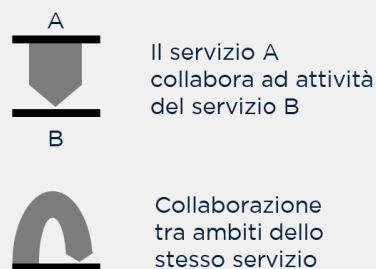 A
Il servizio A
collabora ad attività
del servizio B
B
Collaborazione
tra ambiti dello
stesso servizio